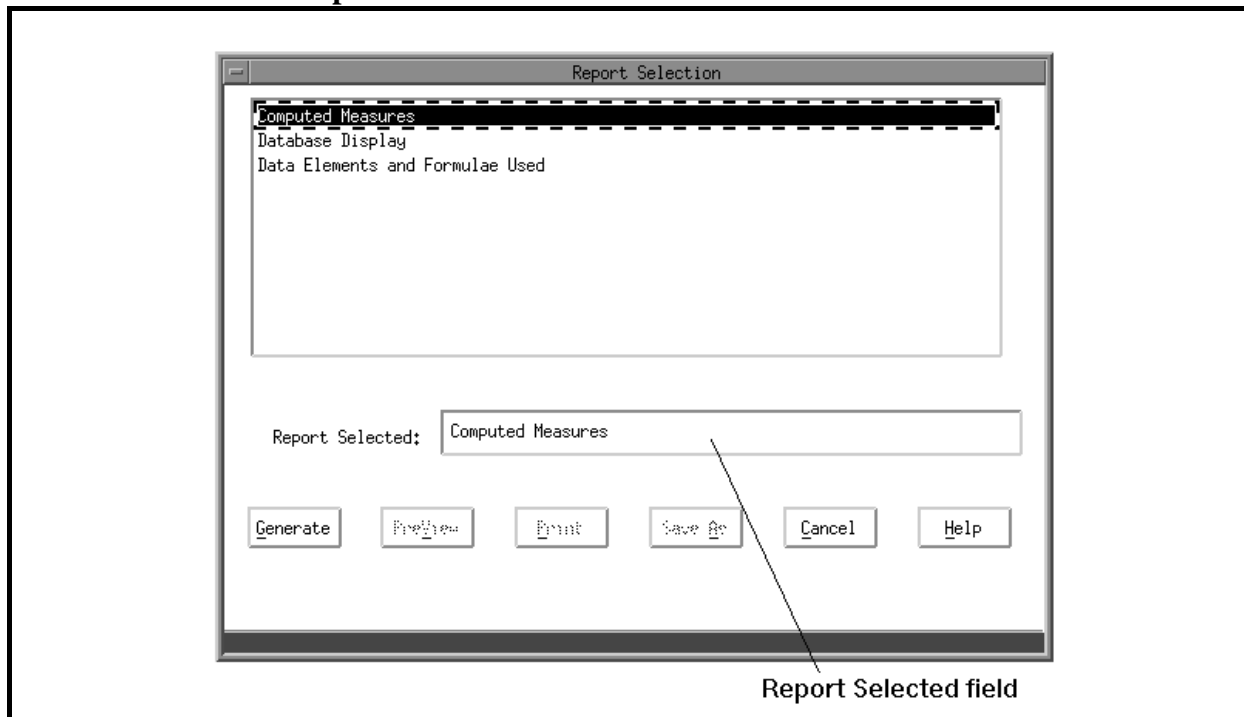 Report Selection
Computed Measures
Database Display
Data Elements and Formulae Used
Report Selected: Computed Measures
Generate PreView Print Save As Cancel Help
Report Selected field